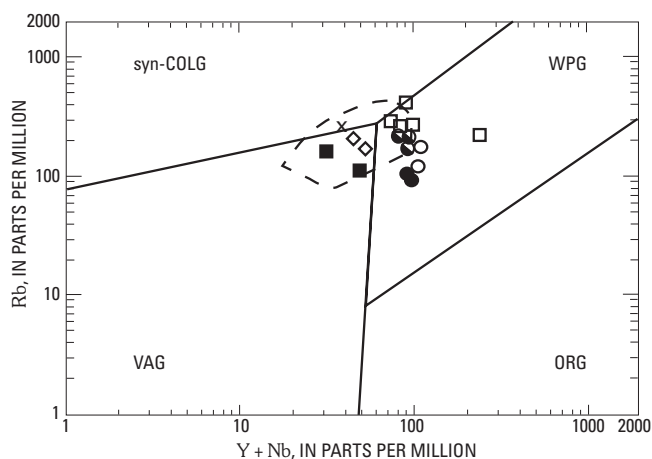 2000
1000
100
10
1
Rb, IN PARTS PER MILLION
syn-COLG
WPG
VAG
ORG
1
10
100
1000
2000
Y + Nb, IN PARTS PER MILLION